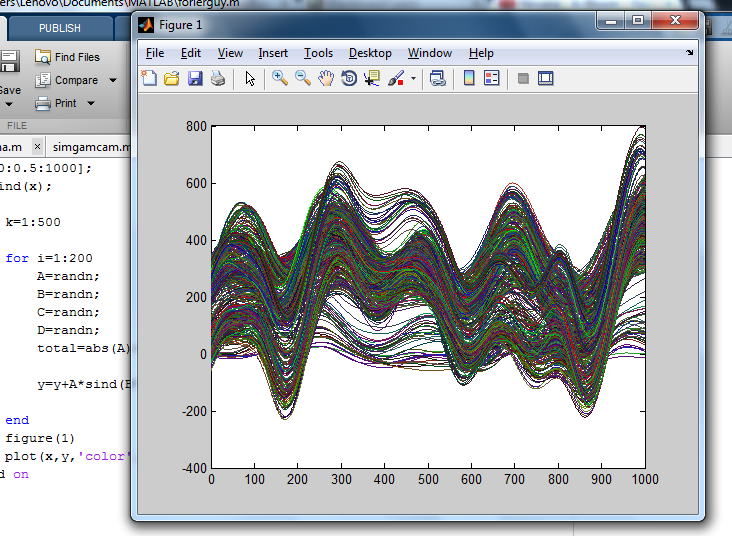 ers\Lenovo\Documents\MATLAB\forierguy.m
PUBLISH
Find Files
Compare
Print
FILE
simgamcam.m
0:0.5:1000];
ind(x);
k=1:500
for i=1:200
A=randn;
B=randn;
C=randn;
D=randn;
total=abs(A)
y=y+A*sind(B
end
figure(1)
plot(x,y,'color'
d on
Figure 1
File Edit View Insert Tools Desktop Window Help
800
600
400
200
0
-200
-400
0 100 200 300 400 500 600 700 800 900 1000